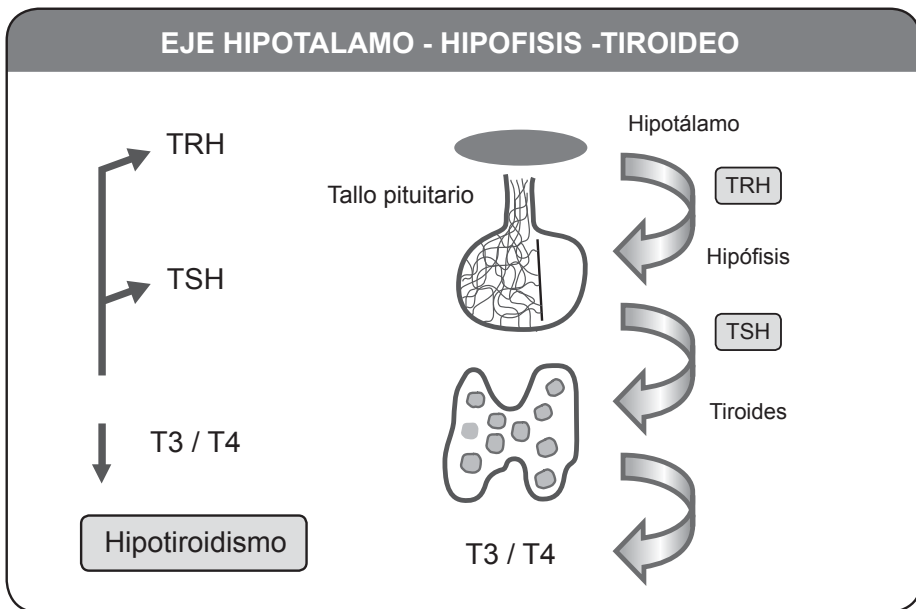 EJE HIPOTALAMO - HIPOFISIS -TIROIDEO
TRH
TSH
T3 / T4
Hipotiroidismo
Hipotálamo
TRH
Tallo pituitario
Hipófisis
TSH
Tiroides
T3 / T4